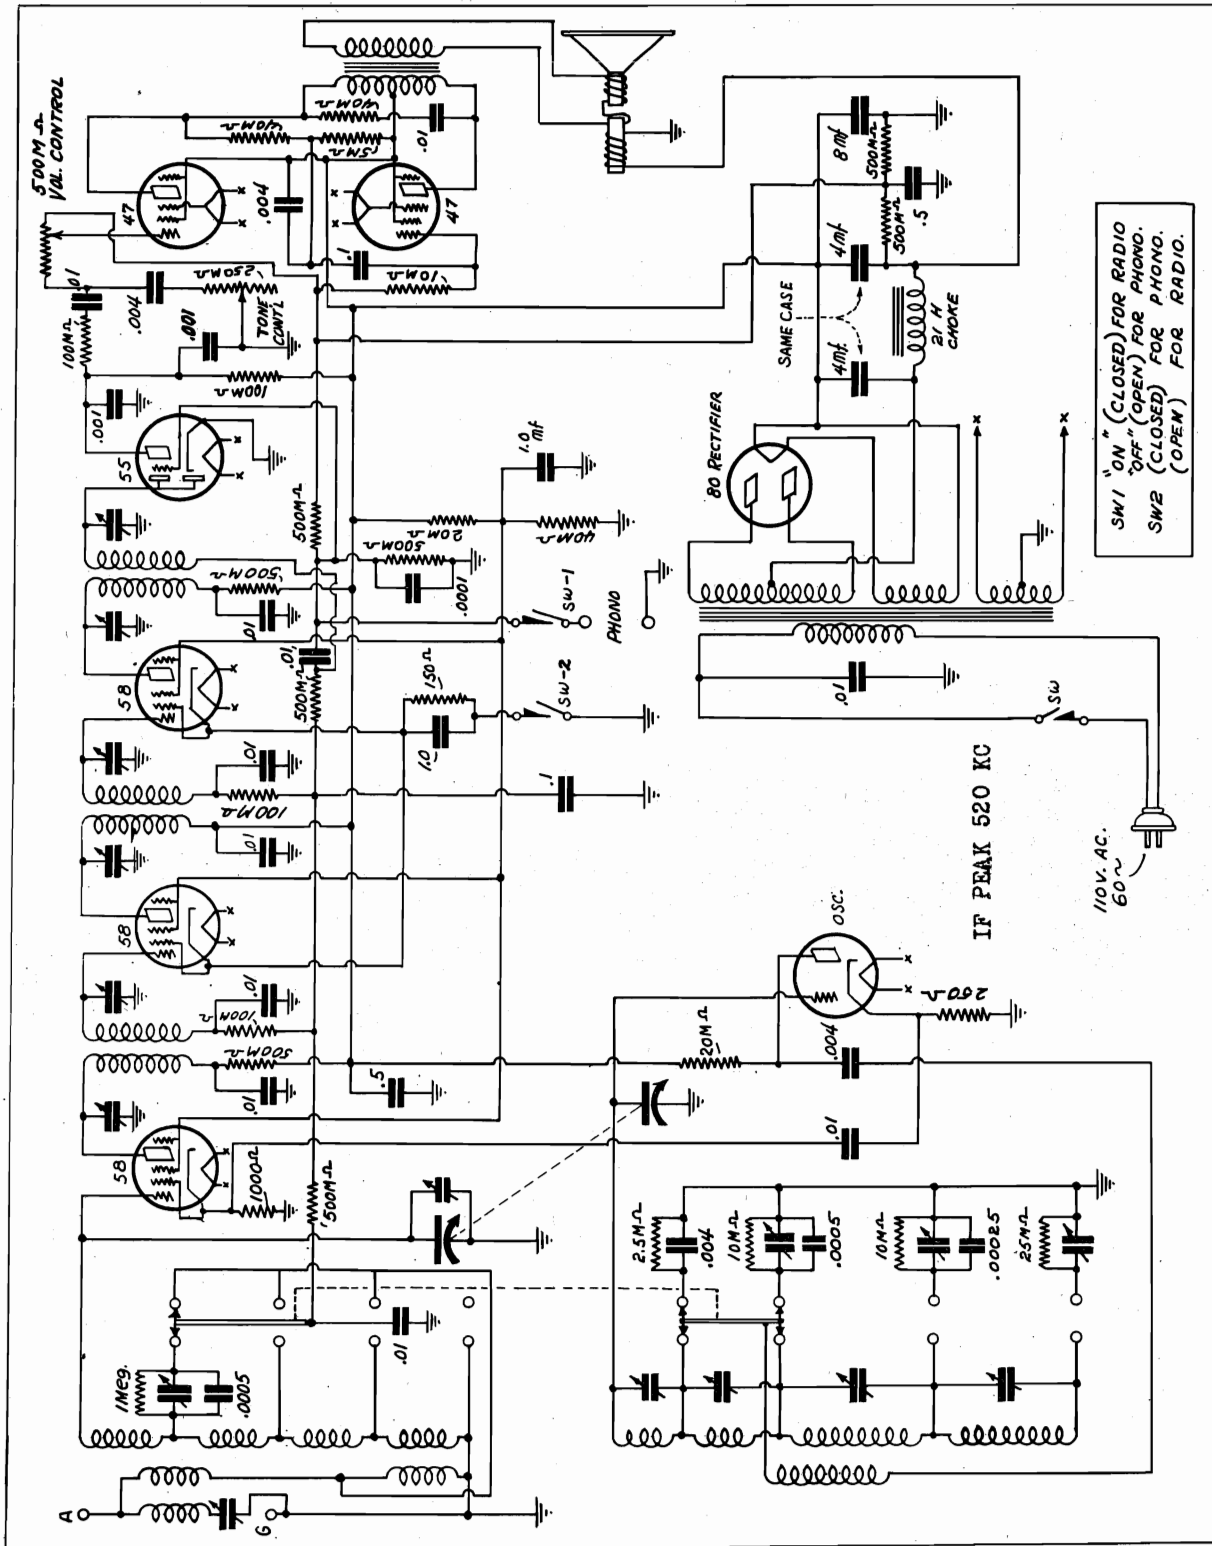 500M Ω
VOL. CONTROL
47
40MΩ
40MΩ
15MΩ
.01
.004
47
.1
10MΩ
.01
.004
250MΩ
TONE
CONT'L
100MΩ
.001
100MΩ
.001
55
500MΩ
20MΩ
500MΩ
.0001
40MΩ
1.0
mf
500MΩ
.01
58
.01
500MΩ
SW-1
PHONO
150Ω
1.0
SW-2
.01
100MΩ
.1
.01
58
.01
100MΩ
500MΩ
.01
.5
58
1000Ω
500MΩ
8mf
500MΩ
500MΩ
.5
4mf
SAME CASE
4mf
21 H
CHOKE
80 RECTIFIER
SW1 "ON" (CLOSED) FOR RADIO
"OFF" (OPEN) FOR PHONO.
SW2 (CLOSED) FOR PHONO.
(OPEN) FOR RADIO.
x
x
.01
SW
110V. AC.
60~
IF PEAK 520 KC
OSC.
x
x
250Ω
20MΩ
.004
.01
1Meg.
.0005
.01
A
G
2.5MΩ
.004
10MΩ
.0005
10MΩ
.00025
25MΩ